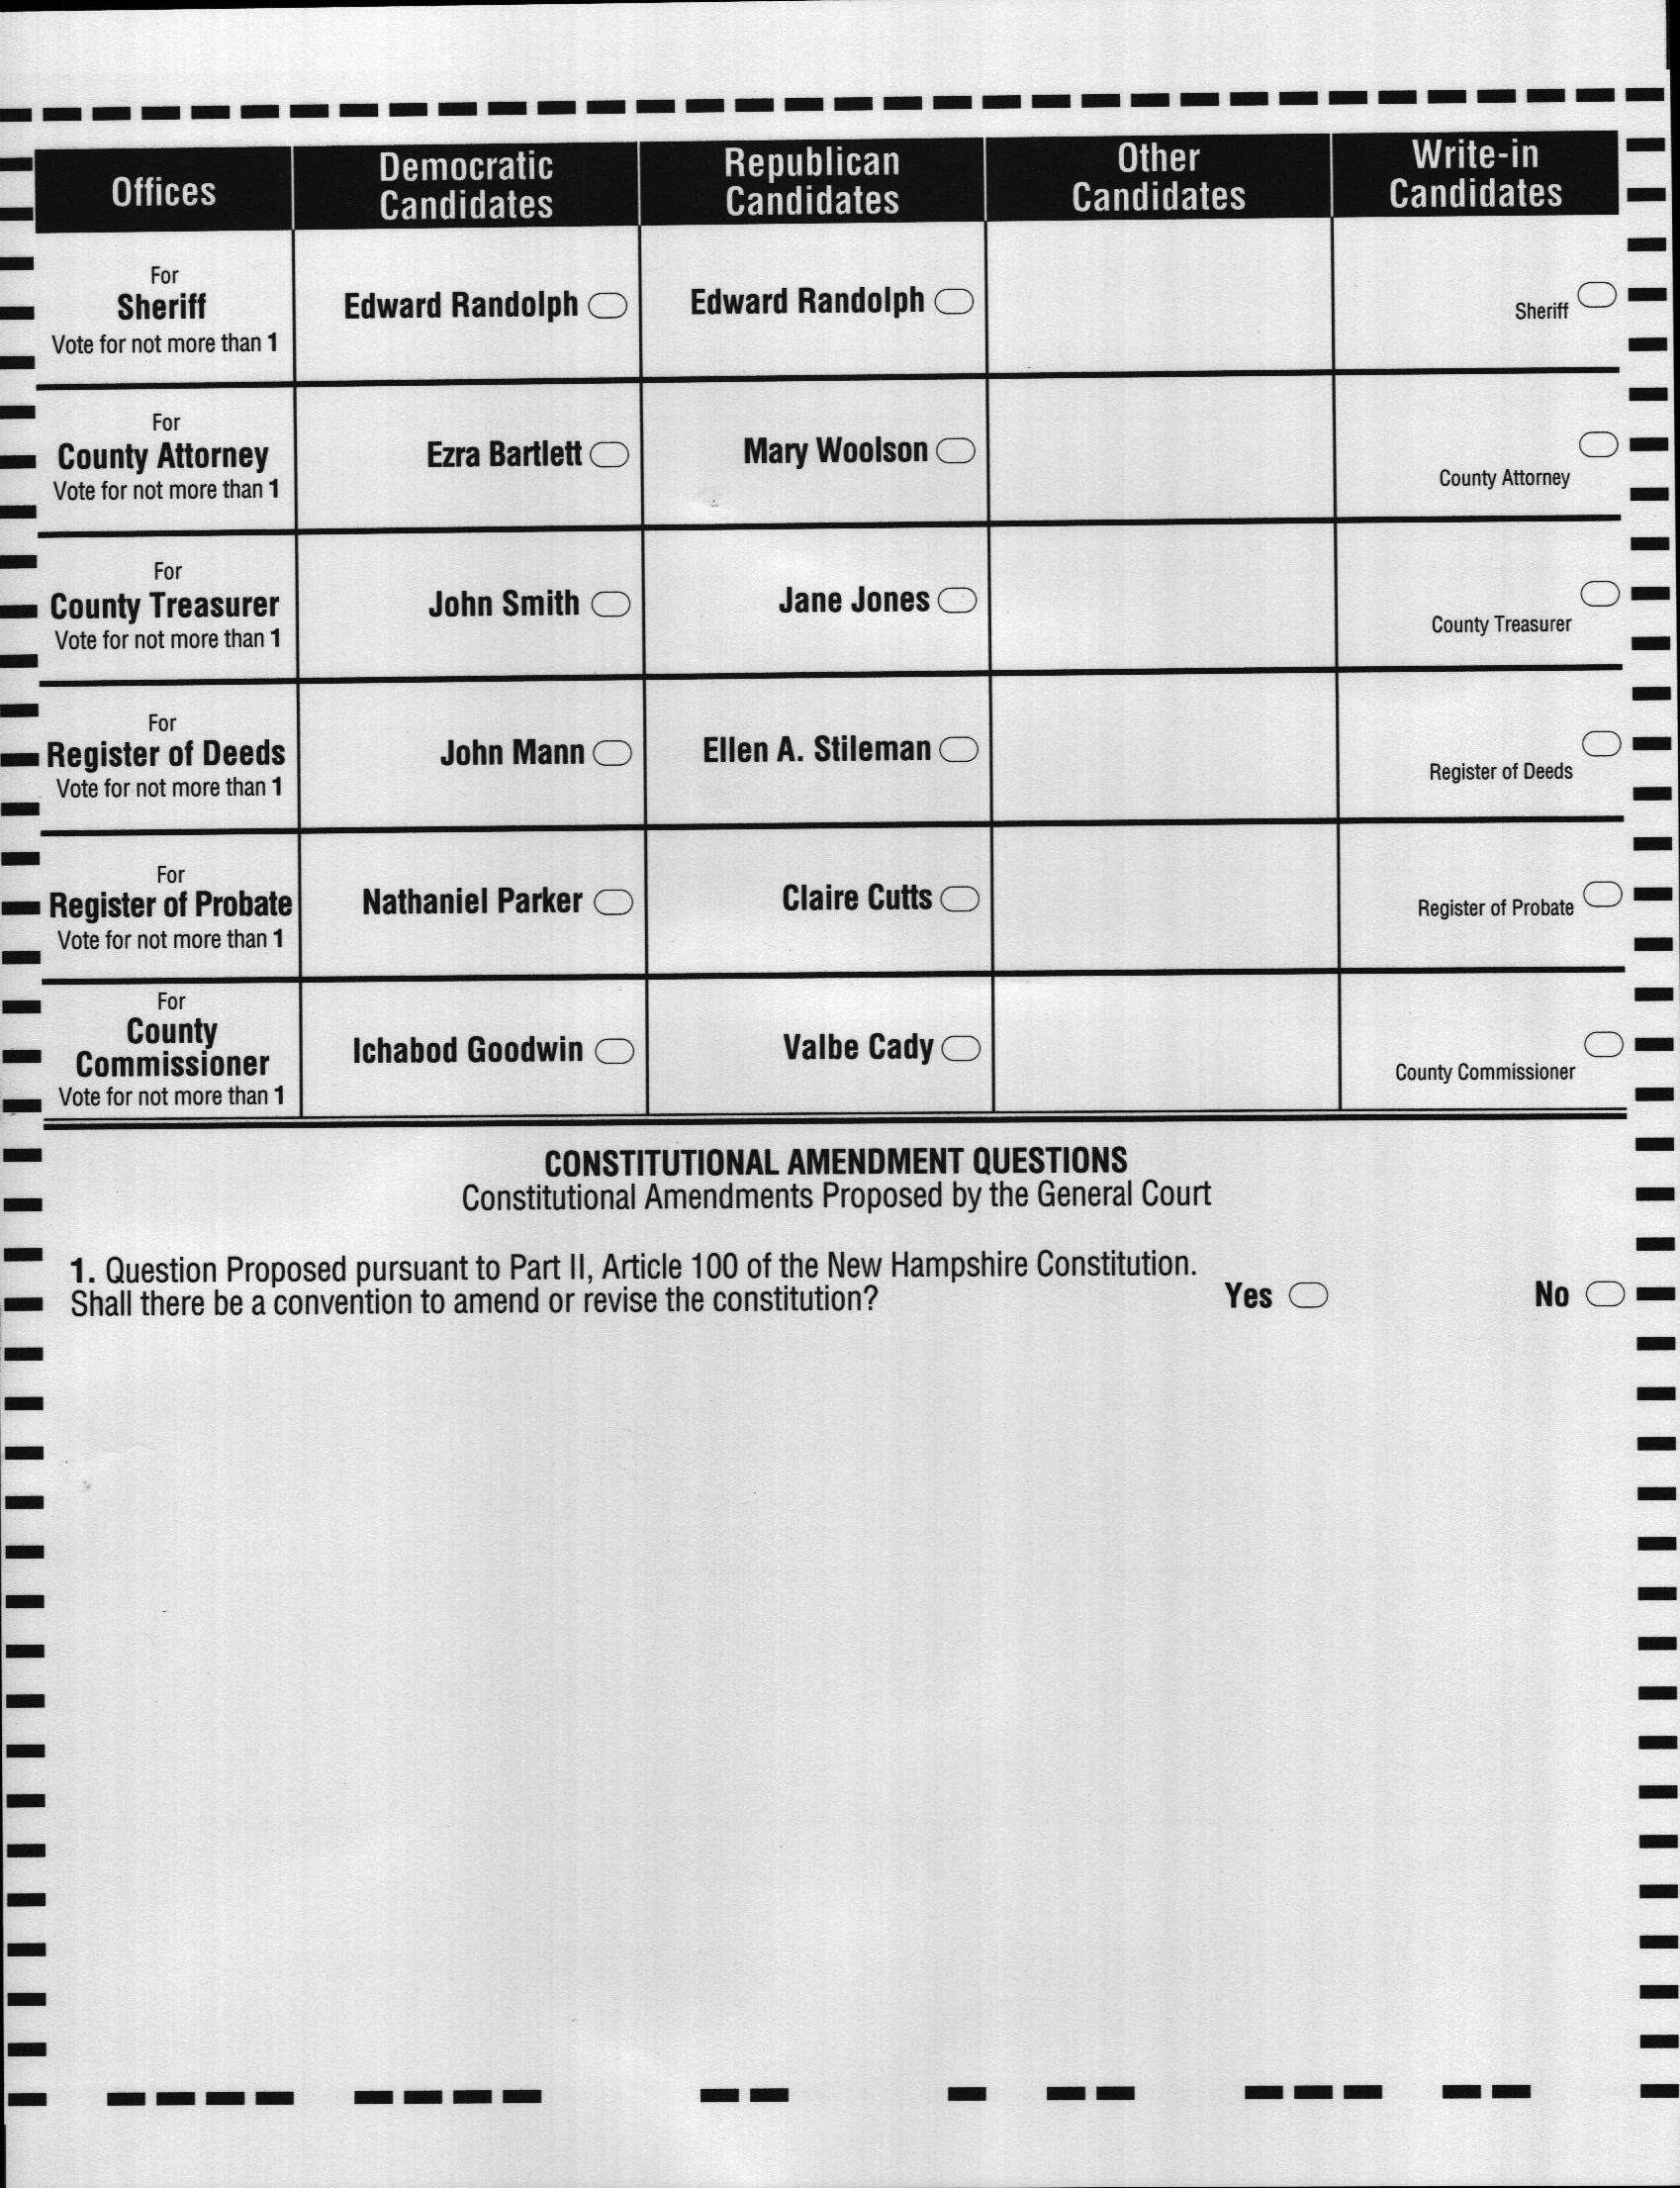 Offices
Democratic
Candidates
Republican
Candidates
Other
Candidates
Write-in
Candidates
For
Sheriff
Vote for not more than 1
Edward Randolph
Edward Randolph
Sheriff
For
County Attorney
Vote for not more than 1
Ezra Bartlett
Mary Woolson
County Attorney
For
County Treasurer
Vote for not more than 1
John Smith
Jane Jones
County Treasurer
For
Register of Deeds
Vote for not more than 1
John Mann
Ellen A. Stileman
Register of Deeds
For
Register of Probate
Vote for not more than 1
Nathaniel Parker
Claire Cutts
Register of Probate
For
County
Commissioner
Vote for not more than 1
Ichabod Goodwin
Valbe Cady
County Commissioner
CONSTITUTIONAL AMENDMENT QUESTIONS
Constitutional Amendments Proposed by the General Court
1. Question Proposed pursuant to Part II, Article 100 of the New Hampshire Constitution.
Shall there be a convention to amend or revise the constitution?
Yes
No